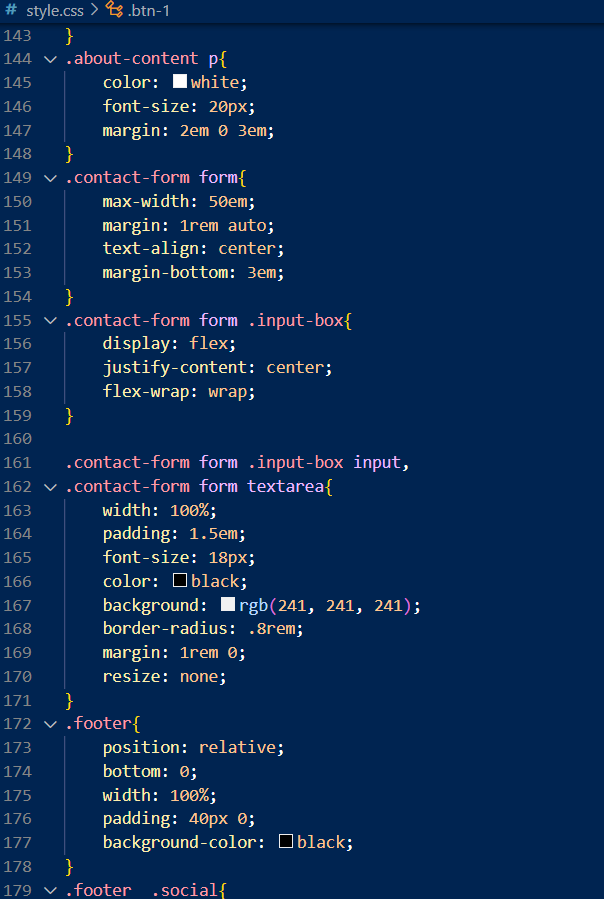 # style.css > .btn-1
143 }
144 .about-content p{
145 color: white;
146 font-size: 20px;
147 margin: 2em 0 3em;
148 }
149 .contact-form form{
150 max-width: 50em;
151 margin: 1rem auto;
152 text-align: center;
153 margin-bottom: 3em;
154 }
155 .contact-form form .input-box{
156 display: flex;
157 justify-content: center;
158 flex-wrap: wrap;
159 }
160
161 .contact-form form .input-box input,
162 .contact-form form textarea{
163 width: 100%;
164 padding: 1.5em;
165 font-size: 18px;
166 color: black;
167 background: rgb(241, 241, 241);
168 border-radius: .8rem;
169 margin: 1rem 0;
170 resize: none;
171 }
172 .footer{
173 position: relative;
174 bottom: 0;
175 width: 100%;
176 padding: 40px 0;
177 background-color: black;
178 }
179 .footer  .social{